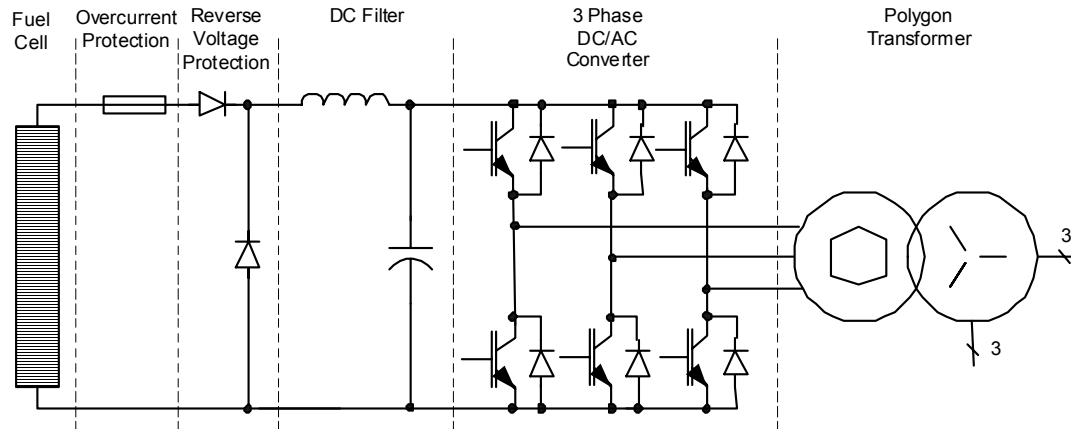 Fuel
Cell
Overcurrent
Protection
Reverse
Voltage
Protection
DC Filter
3 Phase
DC/AC
Converter
Polygon
Transformer
3
3